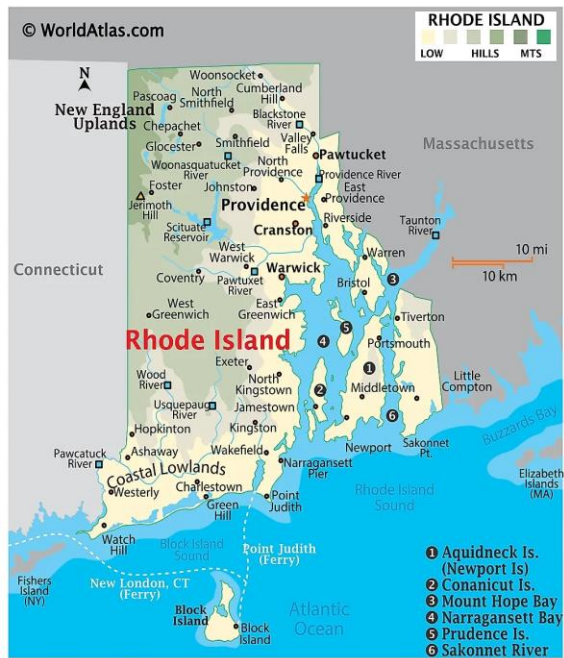 © WorldAtlas.com
RHODE ISLAND
LOW HILLS MTS
N
Woonsocket
Pascoag
North
Smithfield
Cumberland
Hill
New England
Uplands
Blackstone
River
Chepachet
Valley
Falls
Massachusetts
Glocester
Smithfield
Pawtucket
Woonasquatucket
River
North
Providence
Providence River
Foster
Johnston
East
Providence
Jerimoth
Hill
Providence
Riverside
Taunton
River
Scituate
Reservoir
Cranston
10 mi
10 km
West
Warwick
Warren
3
Connecticut
Coventry
Warwick
Pawtuxet
River
Bristol
West
Greenwich
East
Greenwich
Tiverton
5
4
Rhode Island
Portsmouth
Exeter
1
Wood
River
North
Kingstown
2
Middletown
Little
Compton
Usquepaug
River
Jamestown
6
Hopkinton
Kingston
Newport
Sakonnet
Pt.
Buzzards Bay
Pawcatuck
River
Ashaway
Wakefield
Narragansett
Pier
Coastal Lowlands
Elizabeth
Islands
(MA)
Westerly
Charlestown
Rhode Island
Sound
Green
Hill
Point
Judith
Watch
Hill
Block Island
Sound
Point Judith
(Ferry)
Fishers
Island
(NY)
New London, CT
(Ferry)
Block
Island
Block
Island
Atlantic
Ocean
1 Aquidneck Is.
(Newport Is)
2 Conanicut Is.
3 Mount Hope Bay
4 Narragansett Bay
5 Prudence Is.
6 Sakonnet River